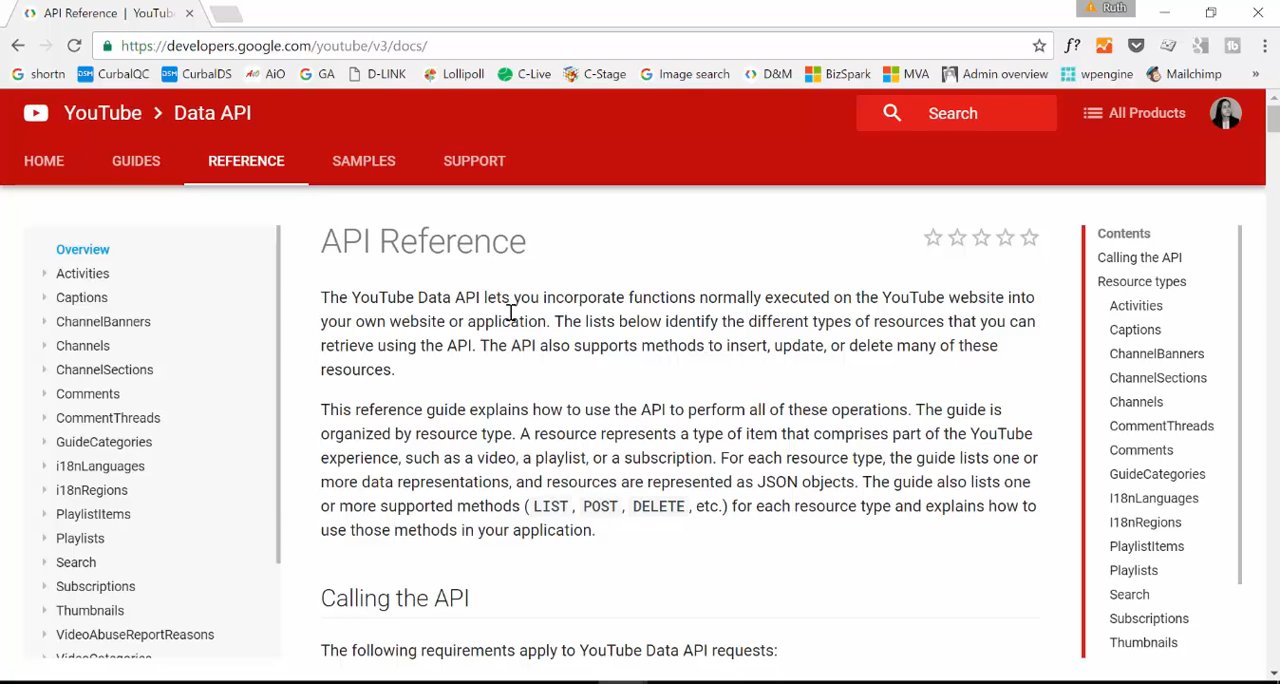 API Reference | YouTub
Ruth
https://developers.google.com/youtube/v3/docs/
f?
shortn
DSM CurbalQC
DSM CurbalDS
AiO AiO
GA
C-LINK
Lollipoll
C-Live
C-Stage
Image search
D&M
BizSpark
MVA
Admin overview
wpengine
Mailchimp
»
YouTube > Data API
Search
All Products
HOME
GUIDES
REFERENCE
SAMPLES
SUPPORT
Overview
Activities
Captions
ChannelBanners
Channels
ChannelSections
Comments
CommentThreads
GuideCategories
i18nLanguages
i18nRegions
PlaylistItems
Playlists
Search
Subscriptions
Thumbnails
VideoAbuseReportReasons
VideoCategories
API Reference
The YouTube Data API lets you incorporate functions normally executed on the YouTube website into
your own website or application. The lists below identify the different types of resources that you can
retrieve using the API. The API also supports methods to insert, update, or delete many of these
resources.
This reference guide explains how to use the API to perform all of these operations. The guide is
organized by resource type. A resource represents a type of item that comprises part of the YouTube
experience, such as a video, a playlist, or a subscription. For each resource type, the guide lists one or
more data representations, and resources are represented as JSON objects. The guide also lists one
or more supported methods ( LIST, POST, DELETE, etc.) for each resource type and explains how to
use those methods in your application.
Calling the API
The following requirements apply to YouTube Data API requests:
Contents
Calling the API
Resource types
Activities
Captions
ChannelBanners
ChannelSections
Channels
CommentThreads
Comments
GuideCategories
I18nLanguages
I18nRegions
PlaylistItems
Playlists
Search
Subscriptions
Thumbnails